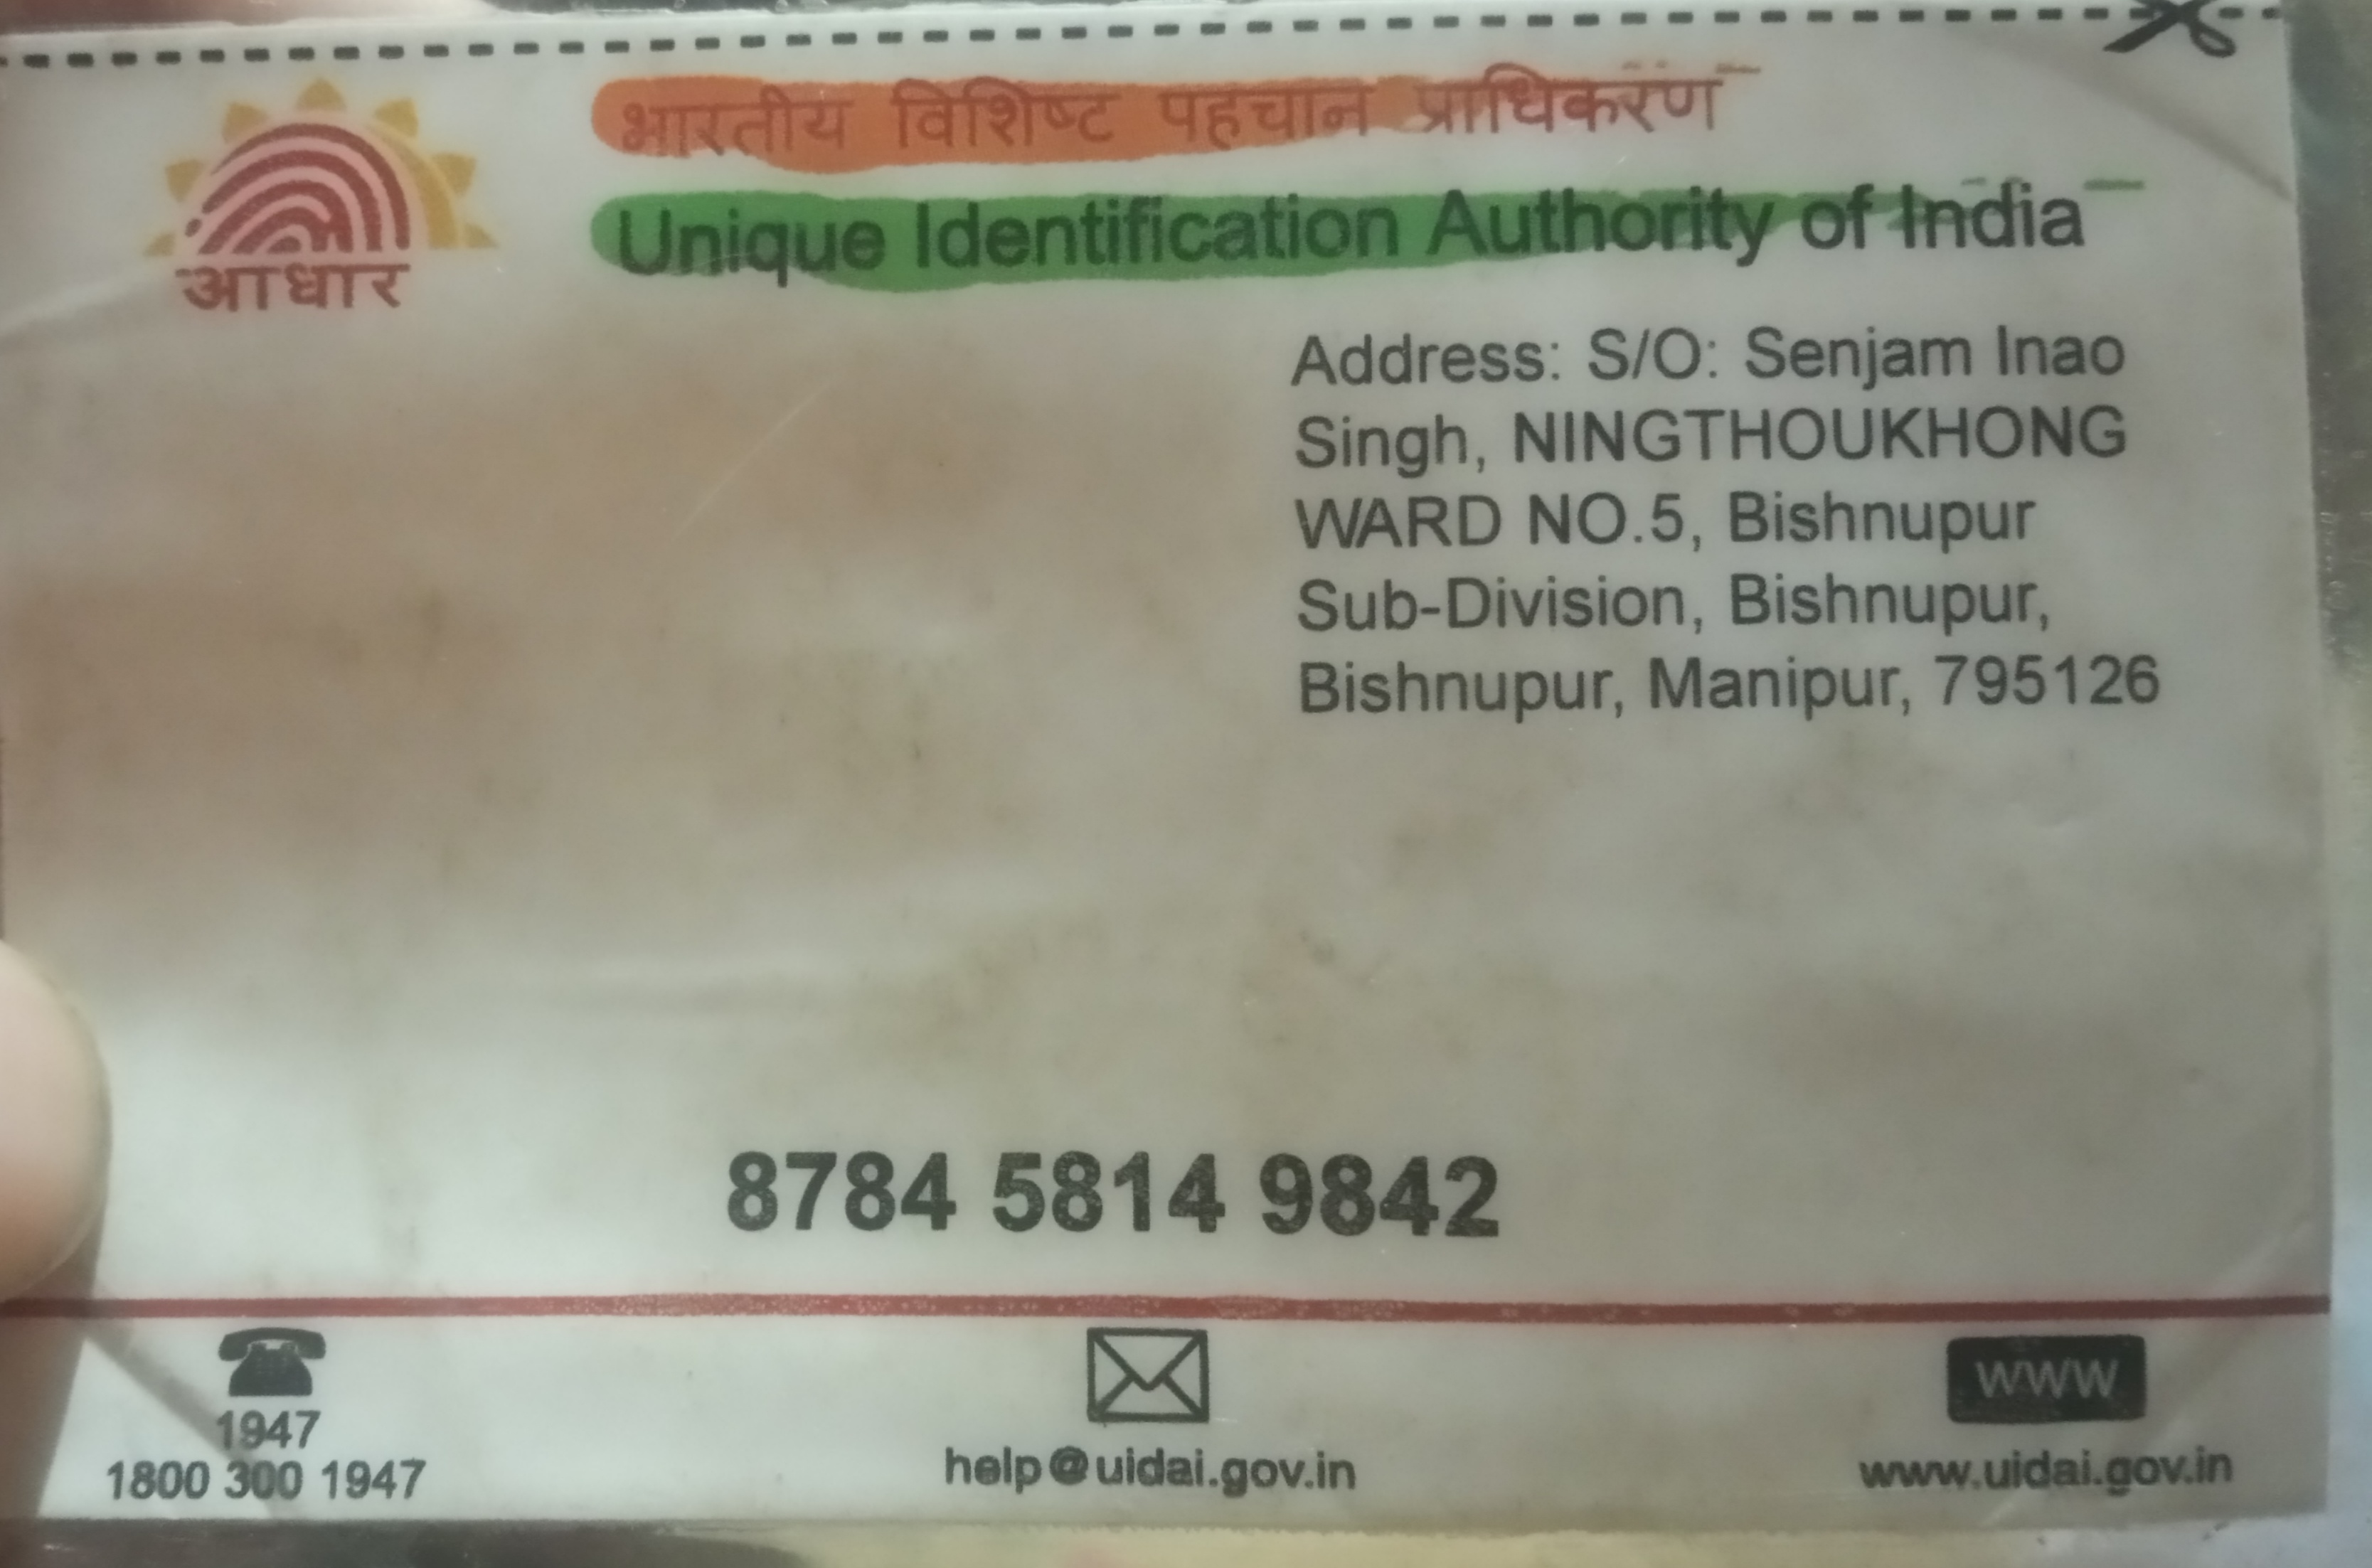 भारतीय विशिष्ट पहचान प्राधिकरण
Unique Identification Authority of India
आधार
Address: S/O: Senjam Inao
Singh, NINGTHOUKHONG
WARD NO.5, Bishnupur
Sub-Division, Bishnupur,
Bishnupur, Manipur, 795126
8784 5814 9842
1947
1800 300 1947
help@uidai.gov.in
WWW
www.uidai.gov.in